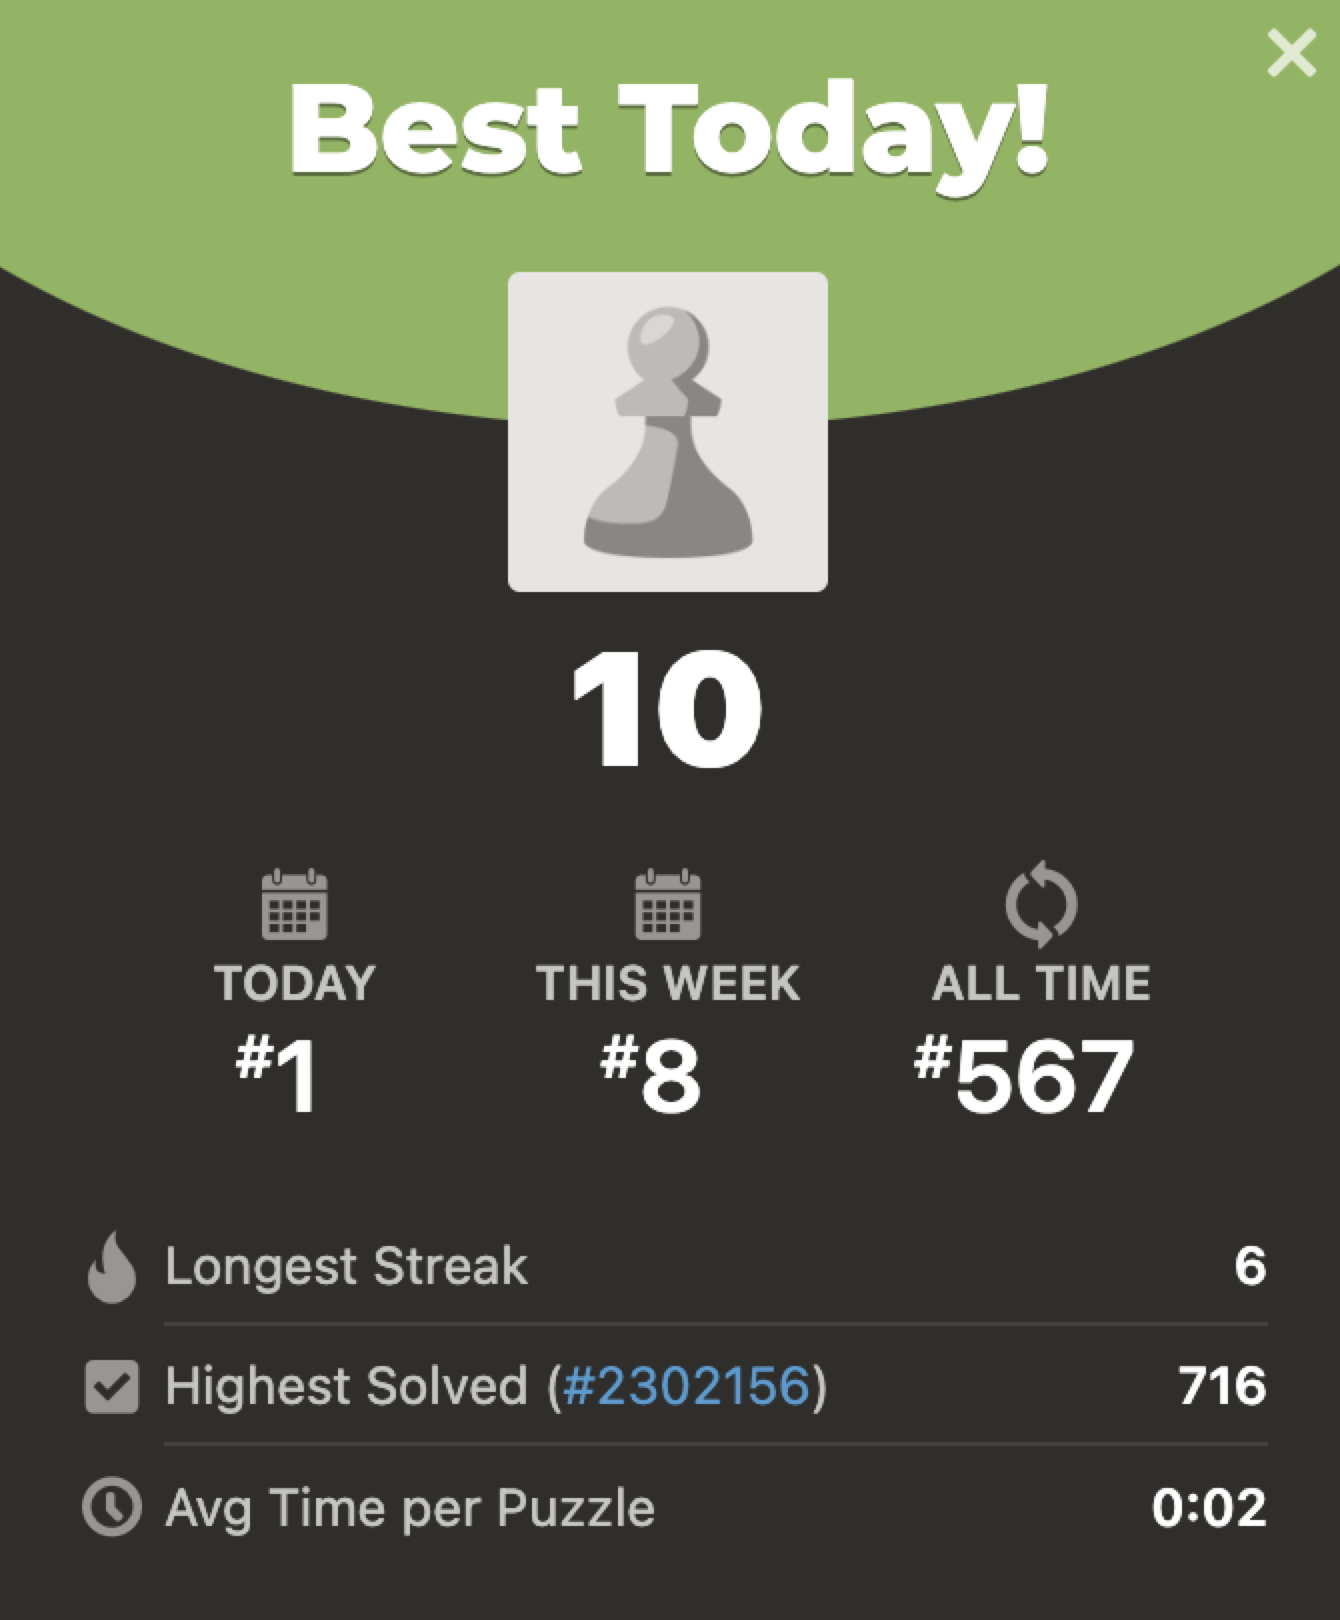 Best Today!
10
TODAY THIS WEEK ALL TIME
#1 #8 #567
Longest Streak 6
Highest Solved (#2302156) 716
Avg Time per Puzzle 0:02